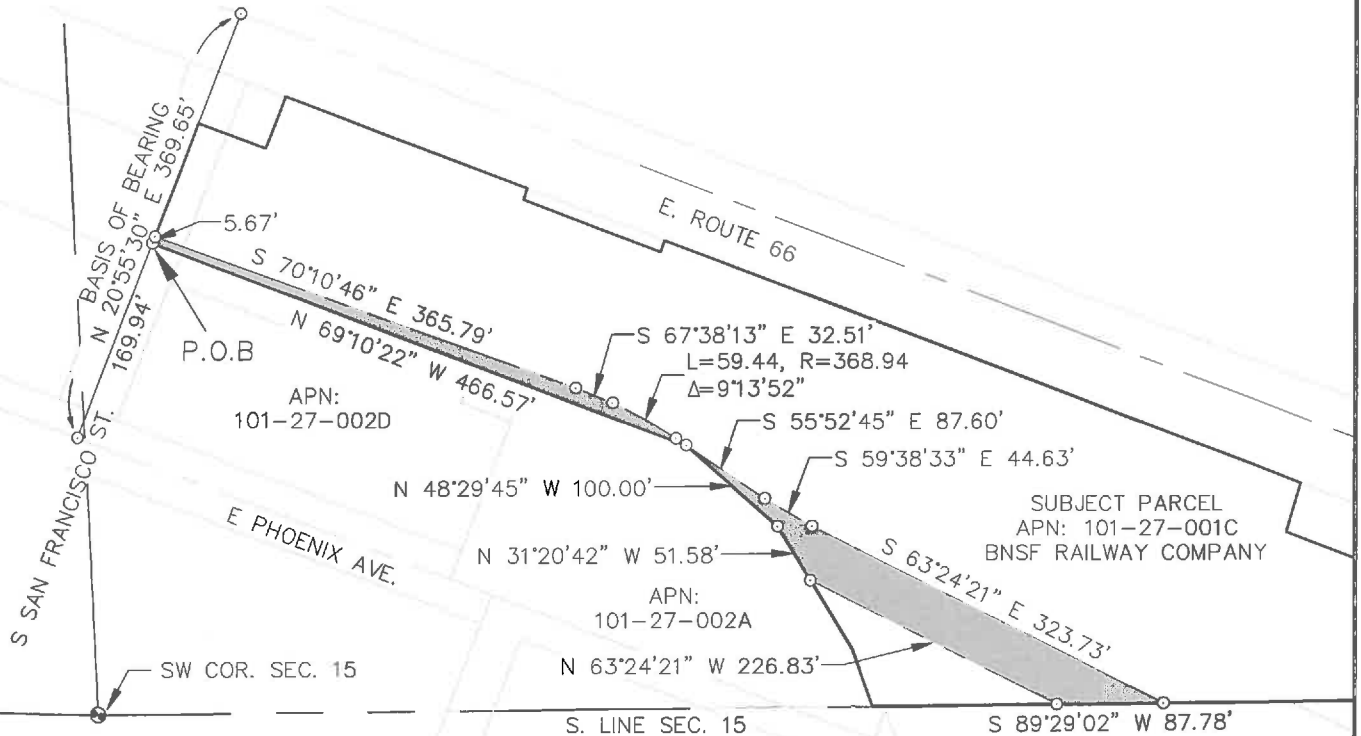 BASIS OF BEARING
N 20°55'30" E 369.65'
169.94'
5.67'
P.O.B
S 70°10'46" E 365.79'
N 69°10'22" W 466.57'
APN:
101-27-002D
E. ROUTE 66
S 67°38'13" E 32.51'
L=59.44, R=368.94
Δ=9°13'52"
S 55°52'45" E 87.60'
S 59°38'33" E 44.63'
N 48°29'45" W 100.00'
SUBJECT PARCEL
APN: 101-27-001C
BNSF RAILWAY COMPANY
S SAN FRANCISCO ST.
E PHOENIX AVE.
N 31°20'42" W 51.58'
S 63°24'21" E 323.73'
APN:
101-27-002A
N 63°24'21" W 226.83'
SW COR. SEC. 15
S. LINE SEC. 15
S 89°29'02" W 87.78'